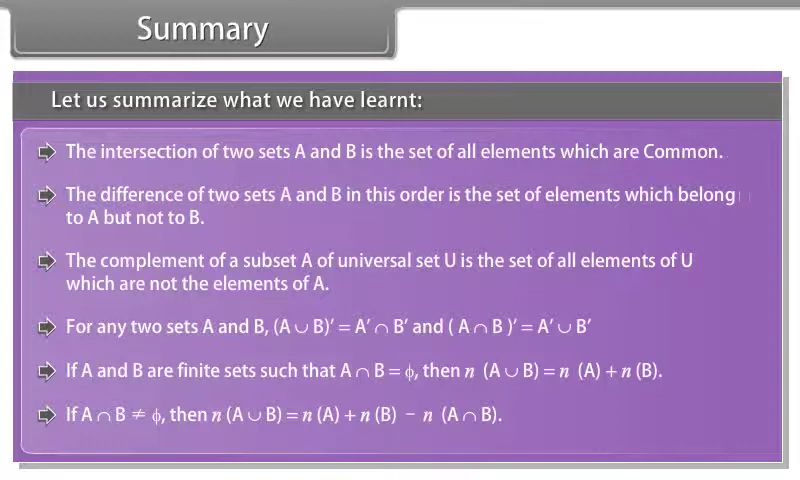 Summary
Let us summarize what we have learnt:
The intersection of two sets A and B is the set of all elements which are Common.
The difference of two sets A and B in this order is the set of elements which belong
to A but not to B.
The complement of a subset A of universal set U is the set of all elements of U
which are not the elements of A.
For any two sets A and B, (A ∪ B)′ = A′ ∩ B′ and ( A ∩ B )′ = A′ ∪ B′
If A and B are finite sets such that A ∩ B = ϕ, then n (A ∪ B) = n (A) + n (B).
If A ∩ B ≠ ϕ, then n (A ∪ B) = n (A) + n (B) − n (A ∩ B).